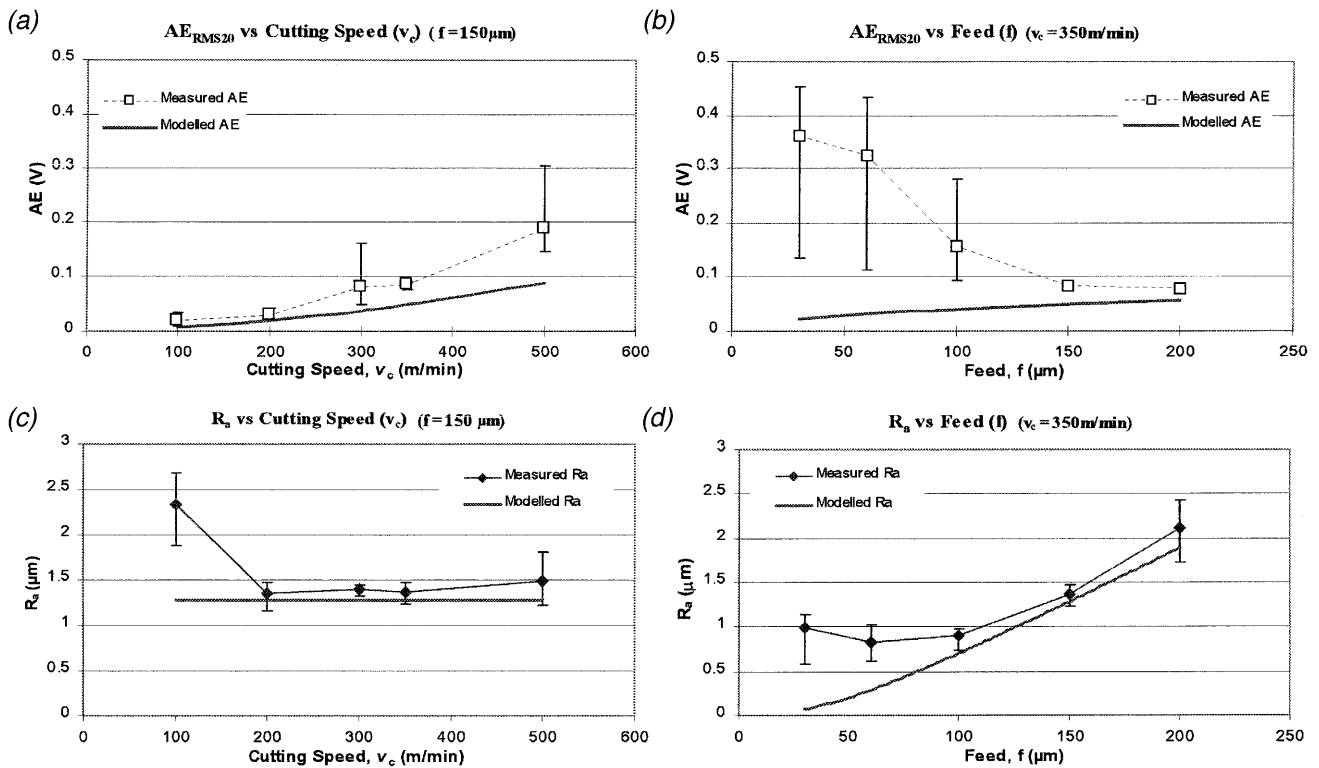 (a)
AE_RMS20 vs Cutting Speed (v_c) ( f = 150μm)
0.5
0.4
0.3
0.2
0.1
0
AE (V)
Measured AE
Modelled AE
0 100 200 300 400 500 600
Cutting Speed, v_c (m/min)
(b)
AE_RMS20 vs Feed (f) (v_c = 350m/min)
0.5
0.4
0.3
0.2
0.1
0
AE (V)
Measured AE
Modelled AE
0 50 100 150 200 250
Feed, f (μm)
(c)
R_a vs Cutting Speed (v_c) (f = 150 μm)
3
2.5
2
1.5
1
0.5
0
R_a (μm)
Measured Ra
Modelled Ra
0 100 200 300 400 500 600
Cutting Speed, v_c (m/min)
(d)
R_a vs Feed (f) (v_c = 350m/min)
3
2.5
2
1.5
1
0.5
0
R_a (μm)
Measured Ra
Modelled Ra
0 50 100 150 200 250
Feed, f (μm)